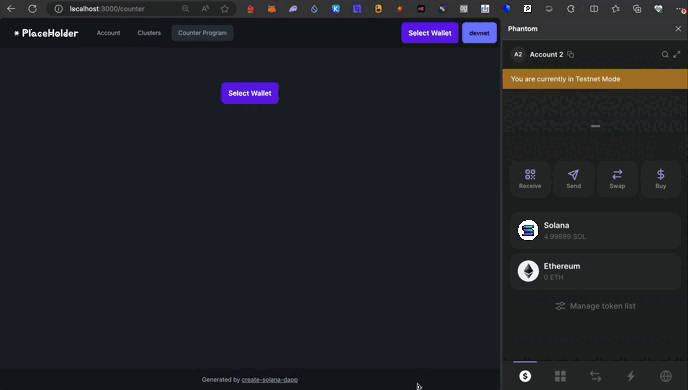 localhost:3000/counter
PlaceHolder
Account
Clusters
Counter Program
Select Wallet
devnet
Select Wallet
Generated by create-solana-dapp
Phantom
A2
Account 2
You are currently in Testnet Mode
Receive
Send
Swap
Buy
Solana
4.99899 SOL
Ethereum
0 ETH
Manage token list